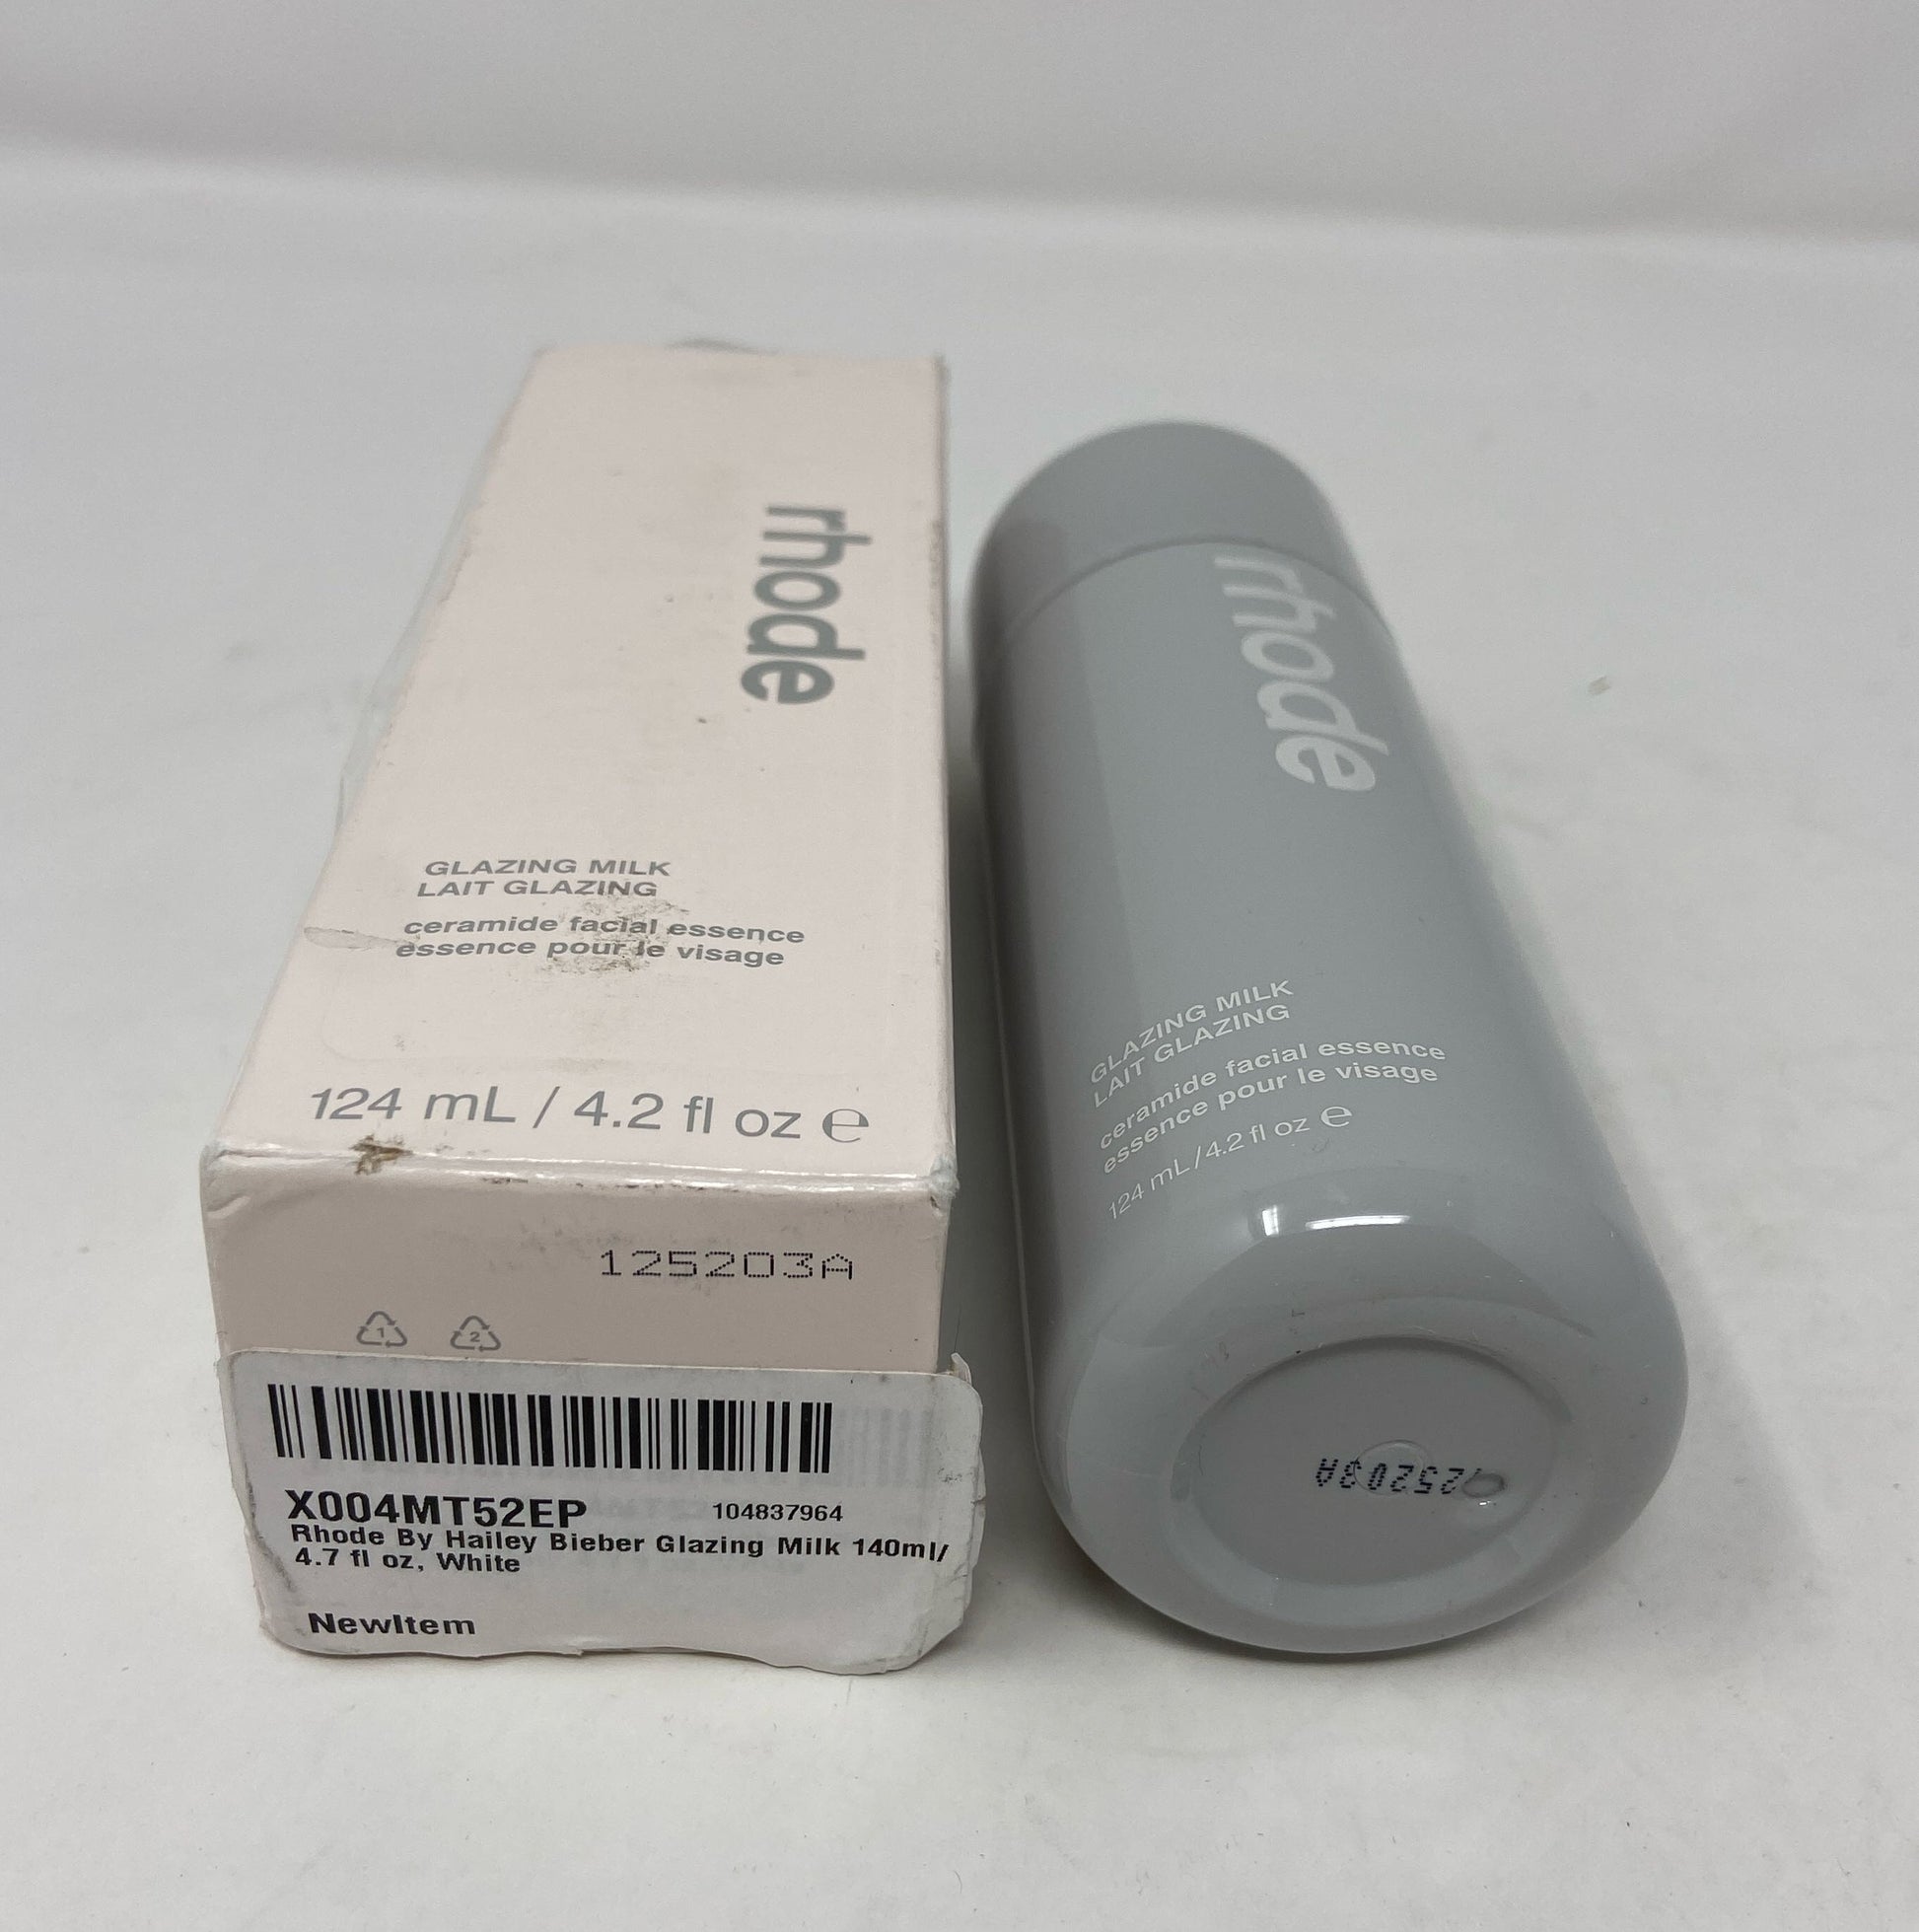 rhode
GLAZING MILK
LAIT GLAZING
ceramide facial essence
essence pour le visage
124 mL / 4.2 fl oz ℮
125203A
1
2
X004MT52EP 104837964
Rhode By Hailey Bieber Glazing Milk 140ml/
4.7 fl oz, White
NewItem
rhode
GLAZING MILK
LAIT GLAZING
ceramide facial essence
essence pour le visage
124 mL / 4.2 fl oz ℮
125203A